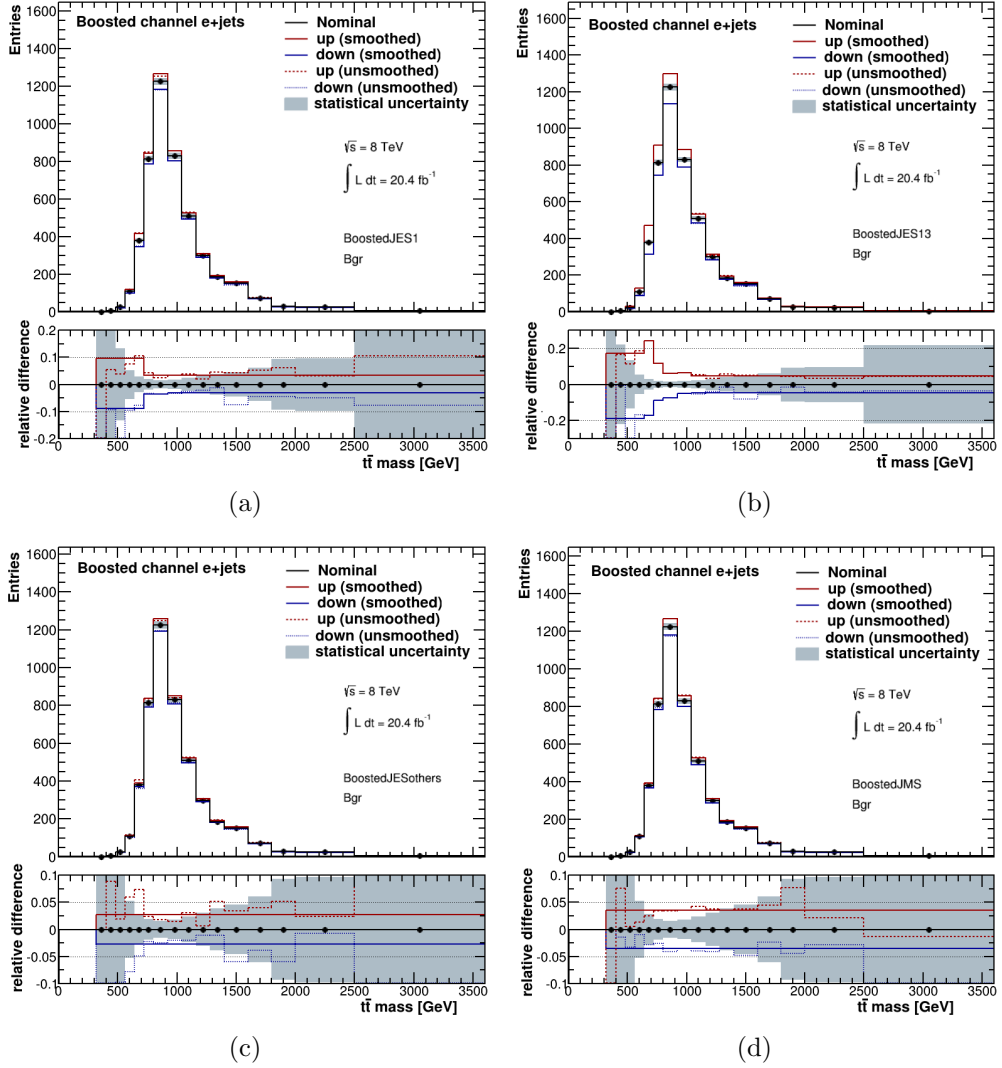 Boosted channel e+jets
Nominal
up (smoothed)
down (smoothed)
up (unsmoothed)
down (unsmoothed)
statistical uncertainty
√s = 8 TeV
∫ L dt = 20.4 fb⁻¹
BoostedJES1
Bgr
Entries
1600
1400
1200
1000
800
600
400
200
0
relative difference
0.2
0.1
0
-0.1
-0.2
0 500 1000 1500 2000 2500 3000 3500
tt̄ mass [GeV]
(a)
Boosted channel e+jets
Nominal
up (smoothed)
down (smoothed)
up (unsmoothed)
down (unsmoothed)
statistical uncertainty
√s = 8 TeV
∫ L dt = 20.4 fb⁻¹
BoostedJES13
Bgr
Entries
1600
1400
1200
1000
800
600
400
200
0
relative difference
0.2
0
-0.2
0 500 1000 1500 2000 2500 3000 3500
tt̄ mass [GeV]
(b)
Boosted channel e+jets
Nominal
up (smoothed)
down (smoothed)
up (unsmoothed)
down (unsmoothed)
statistical uncertainty
√s = 8 TeV
∫ L dt = 20.4 fb⁻¹
BoostedJESothers
Bgr
Entries
1600
1400
1200
1000
800
600
400
200
0
relative difference
0.1
0.05
0
-0.05
-0.1
0 500 1000 1500 2000 2500 3000 3500
tt̄ mass [GeV]
(c)
Boosted channel e+jets
Nominal
up (smoothed)
down (smoothed)
up (unsmoothed)
down (unsmoothed)
statistical uncertainty
√s = 8 TeV
∫ L dt = 20.4 fb⁻¹
BoostedJMS
Bgr
Entries
1600
1400
1200
1000
800
600
400
200
0
relative difference
0.1
0.05
0
-0.05
-0.1
0 500 1000 1500 2000 2500 3000 3500
tt̄ mass [GeV]
(d)